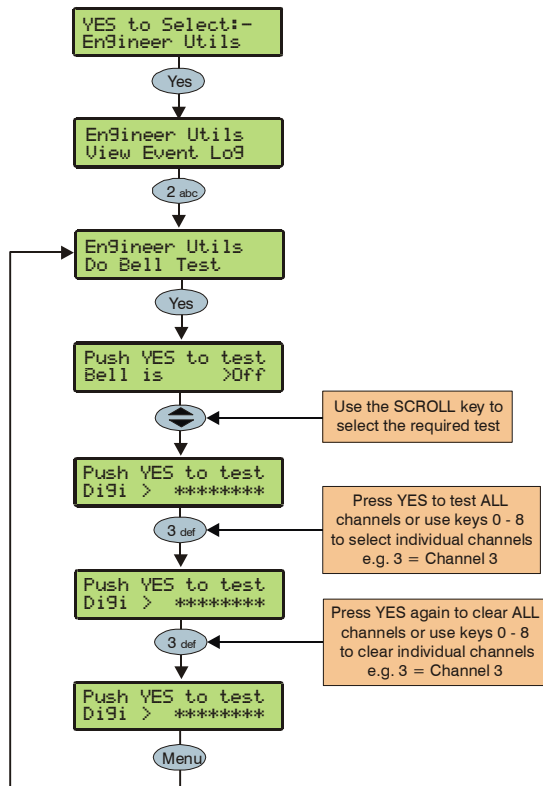 YES to Select:-
Engineer Utils
Yes
Engineer Utils
View Event Log
2 abc
Engineer Utils
Do Bell Test
Yes
Push YES to test
Bell is >Off
Use the SCROLL key to
select the required test
Push YES to test
Digi > ********
3 def
Press YES to test ALL
channels or use keys 0 - 8
to select individual channels
e.g. 3 = Channel 3
Push YES to test
Digi > ********
3 def
Press YES again to clear ALL
channels or use keys 0 - 8
to clear individual channels
e.g. 3 = Channel 3
Push YES to test
Digi > ********
Menu